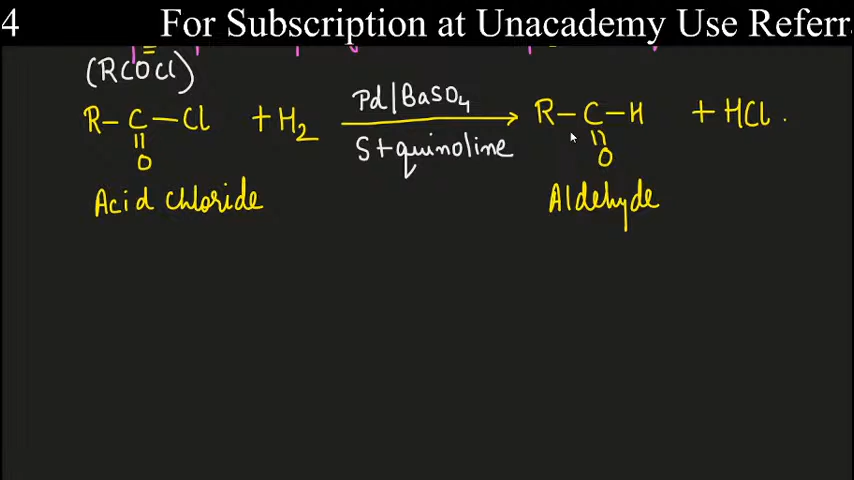 4 For Subscription at Unacademy Use Referr
(RCOCl)
R–C–Cl +H₂ Pd|BaSO₄ R–C–H +HCl.
S+quinoline
O O
Acid chloride Aldehyde